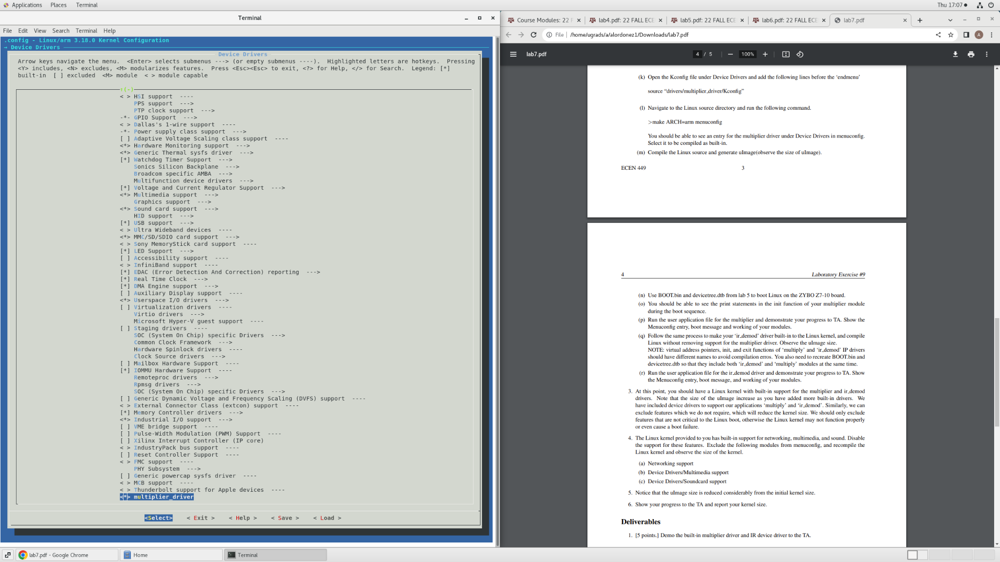 Applications Places Terminal Thu 17:07
Terminal
File Edit View Search Terminal Help
.config - Linux/arm 3.18.0 Kernel Configuration
→ Device Drivers
Device Drivers
Arrow keys navigate the menu. <Enter> selects submenus ---> (or empty submenus ----). Highlighted letters are hotkeys. Pressing
<Y> includes, <N> excludes, <M> modularizes features. Press <Esc><Esc> to exit, <?> for Help, </> for Search. Legend: [*]
built-in [ ] excluded <M> module < > module capable
↑(-)
< > HSI support ----
PPS support --->
PTP clock support --->
-*- GPIO Support --->
< > Dallas's 1-wire support ----
-*- Power supply class support --->
[ ] Adaptive Voltage Scaling class support ----
<*> Hardware Monitoring support --->
<*> Generic Thermal sysfs driver --->
[*] Watchdog Timer Support --->
Sonics Silicon Backplane --->
Broadcom specific AMBA --->
Multifunction device drivers --->
[*] Voltage and Current Regulator Support --->
<*> Multimedia support --->
Graphics support --->
<*> Sound card support --->
HID support --->
[*] USB support --->
< > Ultra Wideband devices ----
<*> MMC/SD/SDIO card support --->
< > Sony MemoryStick card support ----
[*] LED Support --->
[ ] Accessibility support ----
< > InfiniBand support ----
[*] EDAC (Error Detection And Correction) reporting --->
[*] Real Time Clock --->
[*] DMA Engine support --->
[ ] Auxiliary Display support ----
<*> Userspace I/O drivers --->
[ ] Virtualization drivers ----
Virtio drivers --->
Microsoft Hyper-V guest support ----
[ ] Staging drivers ----
SOC (System On Chip) specific Drivers --->
Common Clock Framework --->
Hardware Spinlock drivers ----
Clock Source drivers --->
[ ] Mailbox Hardware Support ----
[*] IOMMU Hardware Support ----
Remoteproc drivers --->
Rpmsg drivers --->
SOC (System On Chip) specific Drivers --->
[ ] Generic Dynamic Voltage and Frequency Scaling (DVFS) support ----
< > External Connector Class (extcon) support ----
[*] Memory Controller drivers --->
<*> Industrial I/O support --->
[ ] VME bridge support ----
[ ] Pulse-Width Modulation (PWM) Support ----
[ ] Xilinx Interrupt Controller (IP core)
< > IndustryPack bus support ----
[ ] Reset Controller Support ----
< > FMC support ----
PHY Subsystem --->
[ ] Generic powercap sysfs driver ----
< > MCB support ----
< > Thunderbolt support for Apple devices ----
<*> multiplier_driver
<Select> < Exit > < Help > < Save > < Load >
Course Modules: 22 F lab4.pdf: 22 FALL ECE lab5.pdf: 22 FALL ECE lab6.pdf: 22 FALL ECE lab7.pdf
File /home/ugrads/a/alordonez1/Downloads/lab7.pdf A
lab7.pdf 4 / 5 100%
(k) Open the Kconfig file under Device Drivers and add the following lines before the ‘endmenu’
source “drivers/multiplier_driver/Kconfig”
(l) Navigate to the Linux source directory and run the following command.
>make ARCH=arm menuconfig
You should be able to see an entry for the multiplier driver under Device Drivers in menuconfig.
Select it to be compiled as built-in.
(m) Compile the Linux source and generate uImage(observe the size of uImage).
ECEN 449 3
4 Laboratory Exercise #9
(n) Use BOOT.bin and devicetree.dtb from lab 5 to boot Linux on the ZYBO Z7-10 board.
(o) You should be able to see the print statements in the init function of your multiplier module
during the boot sequence.
(p) Run the user application file for the multiplier and demonstrate your progress to TA. Show the
Menuconfig entry, boot message and working of your modules.
(q) Follow the same process to make your ‘ir_demod’ driver built-in to the Linux kernel, and compile
Linux without removing support for the multiplier driver. Observe the uImage size.
NOTE: virtual address pointers, init, and exit functions of ‘multiply’ and ‘ir_demod’ IP drivers
should have different names to avoid compilation erros. You also need to recreate BOOT.bin and
devicetree.dtb so that they include both ‘ir_demod’ and ‘multiply’ modules at the same time.
(r) Run the user application file for the ir_demod driver and demonstrate your progress to TA. Show
the Menuconfig entry, boot message, and working of your modules.
3. At this point, you should have a Linux kernel with built-in support for the multiplier and ir_demod
drivers. Note that the size of the uImage increase as you have added more built-in drivers. We
have included device drivers to support our applications ‘multiply’ and ‘ir_demod’. Similarly, we can
exclude features which we do not require, which will reduce the kernel size. We should only exclude
features that are not critical to the Linux boot, otherwise the Linux kernel may not function properly
or even cause a boot failure.
4. The Linux kernel provided to you has built-in support for networking, multimedia, and sound. Disable
the support for these features. Exclude the following modules from menuconfig, and recompile the
Linux kernel and observe the size of the kernel.
(a) Networking support
(b) Device Drivers/Multimedia support
(c) Device Drivers/Soundcard support
5. Notice that the uImage size is reduced considerably from the initial kernel size.
6. Show your progress to the TA and report your kernel size.
Deliverables
1. [5 points.] Demo the built-in multiplier driver and IR device driver to the TA.
lab7.pdf - Google Chrome Home Terminal